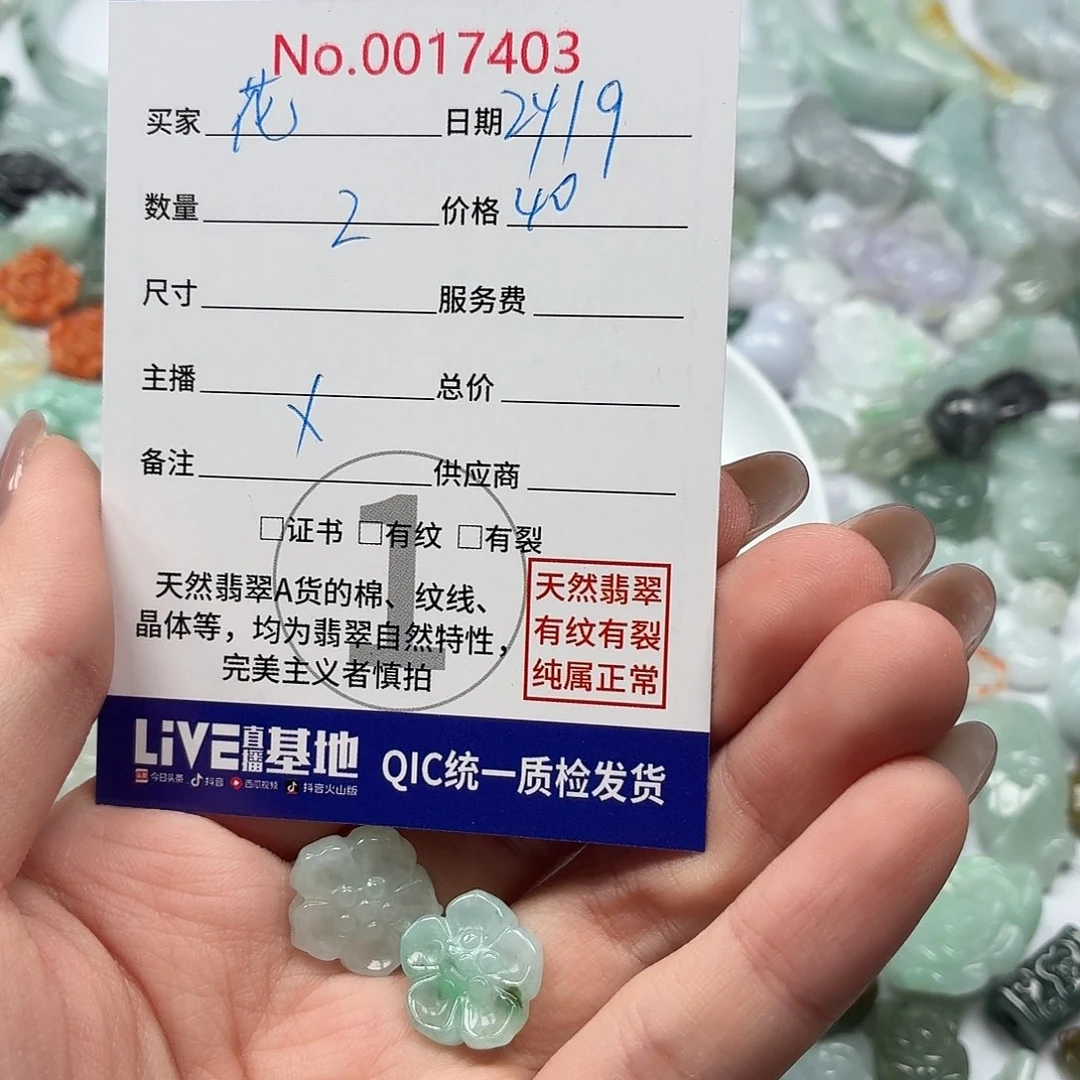 No.0017403
买家 花 日期 2419
数量 2 价格 40
尺寸 服务费
主播 X 总价
备注 供应商
1
□证书 □有纹 □有裂
天然翡翠A货的棉、纹线、
晶体等，均为翡翠自然特性，
完美主义者慎拍
天然翡翠
有纹有裂
纯属正常
LiVE直播基地 QIC统一质检发货
头条 今日头条 抖音 西瓜视频 抖音火山版